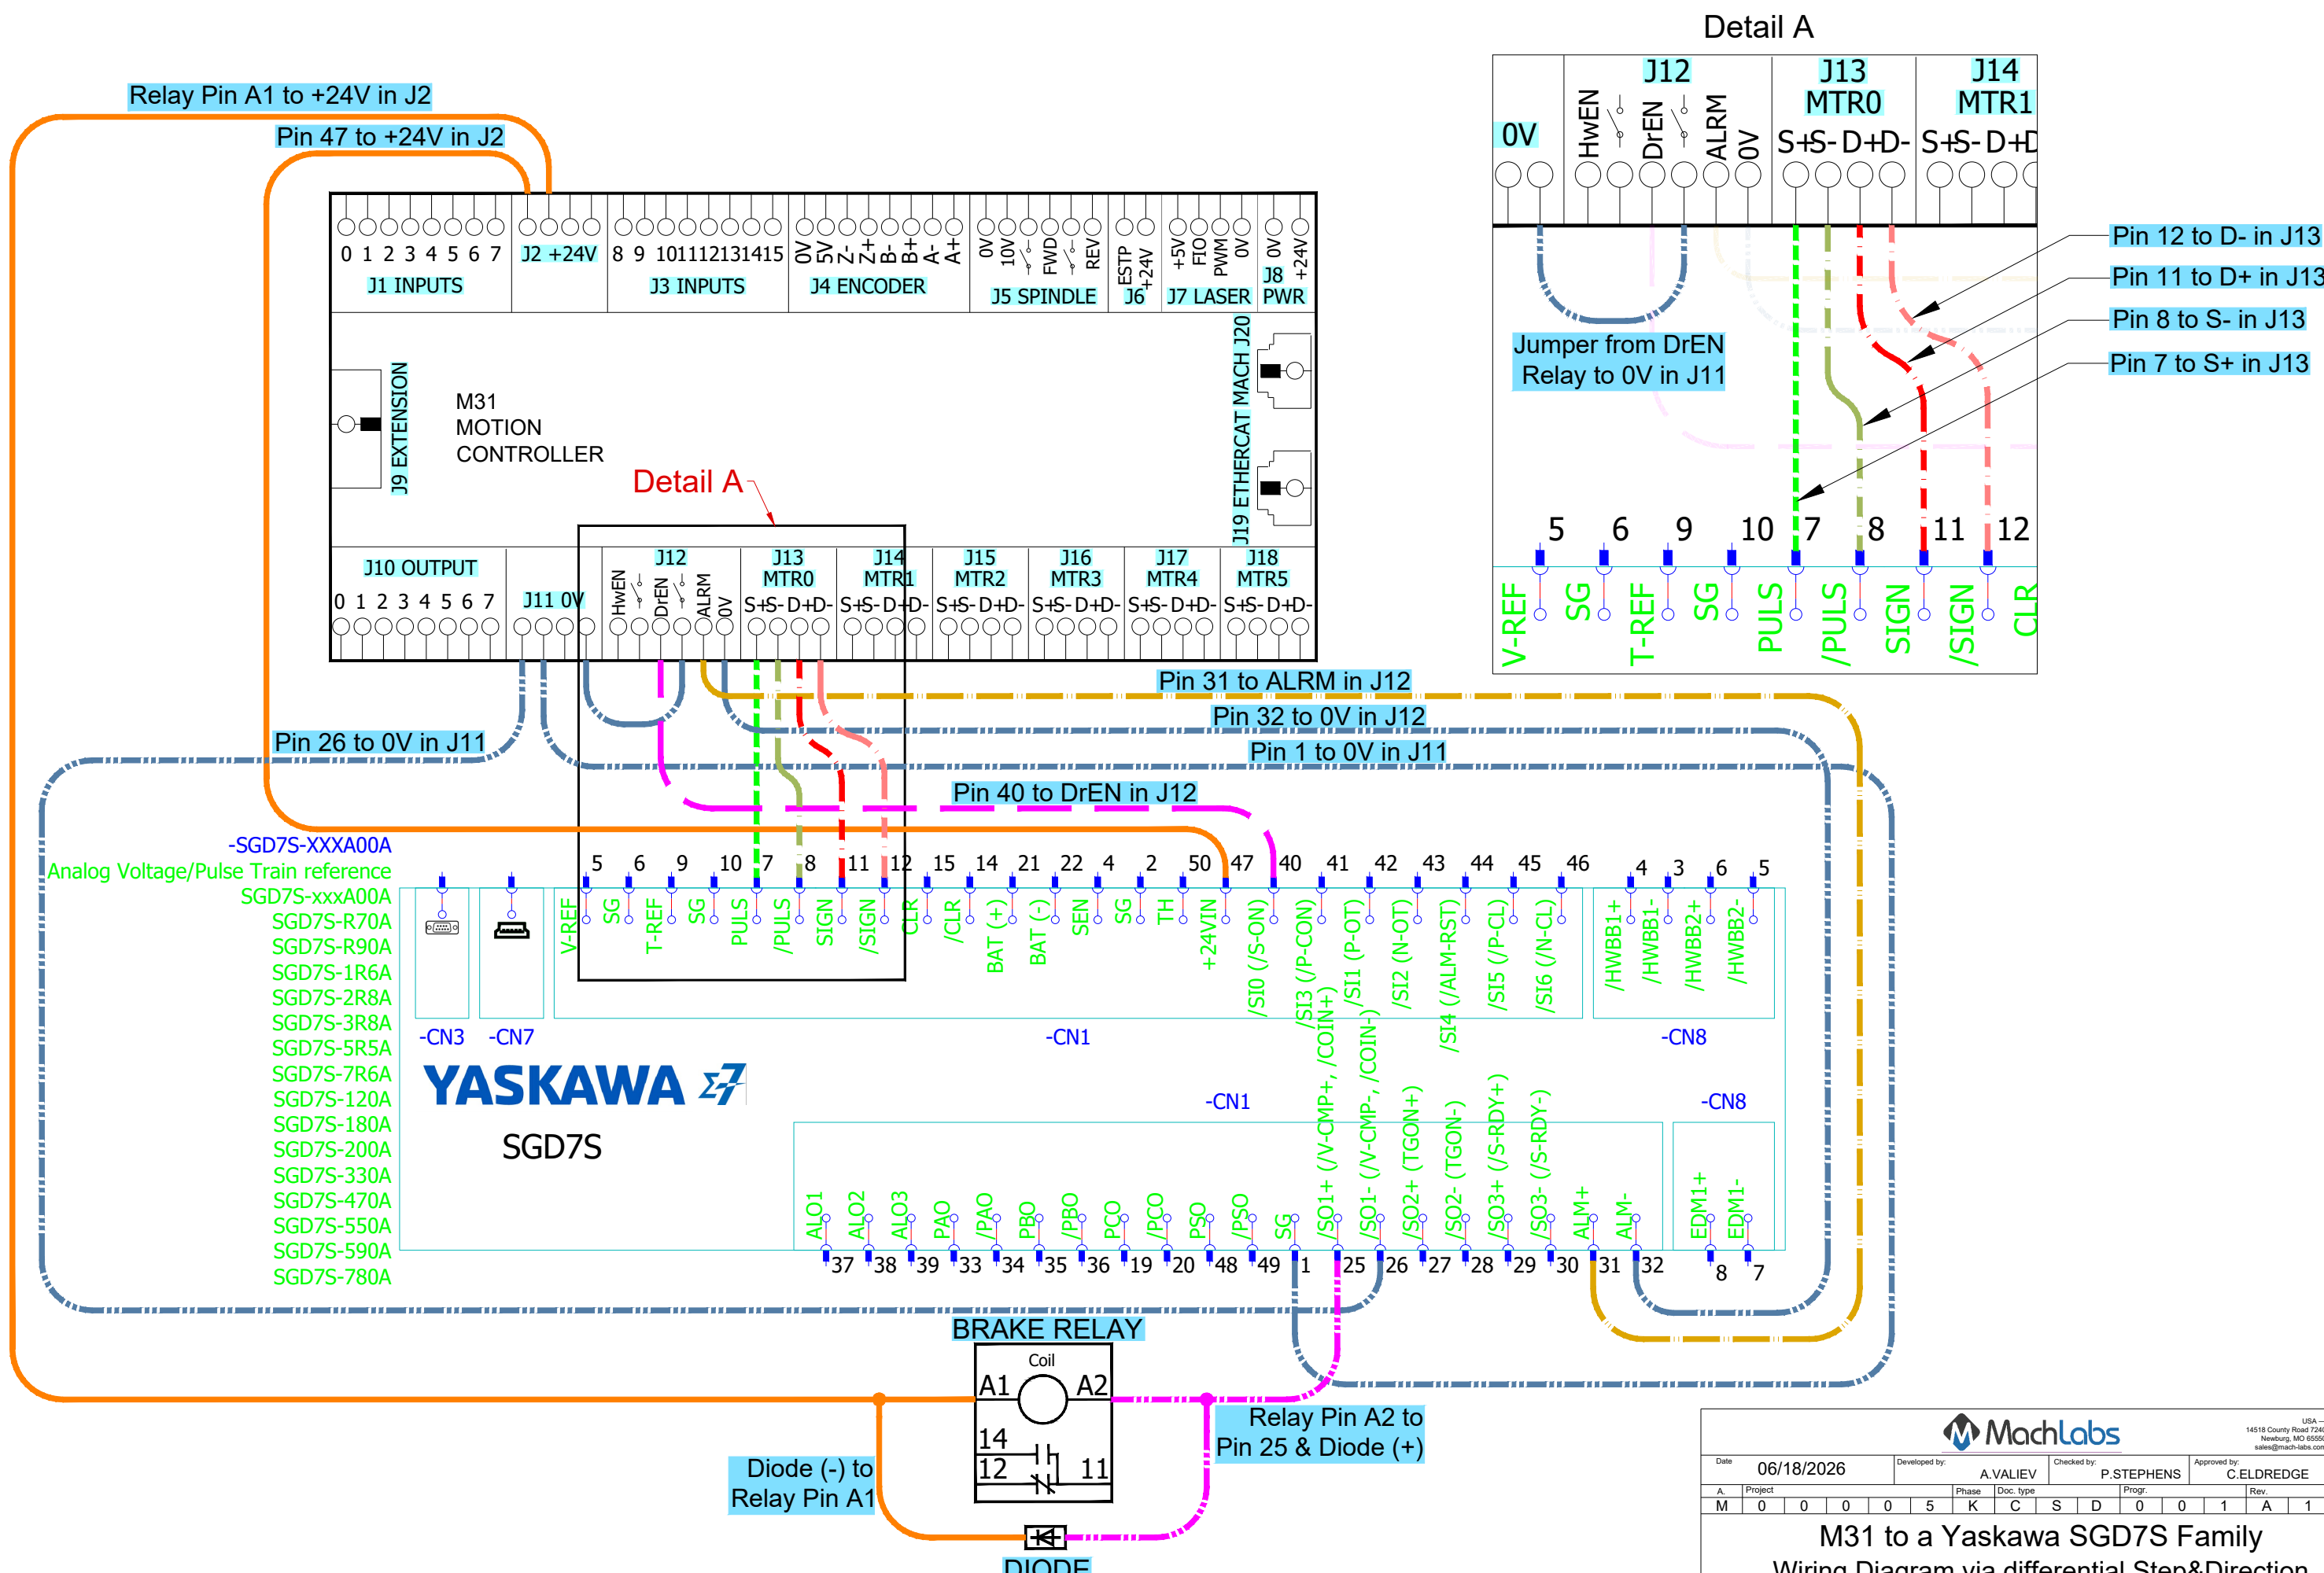 Detail A
Relay Pin A1 to +24V in J2
Pin 47 to +24V in J2
0 1 2 3 4 5 6 7
J1 INPUTS
J2 +24V
8 9 10 11 12 13 14 15
J3 INPUTS
0V 5V Z- Z+ B- B+ A- A+
J4 ENCODER
0V 10V FWD REV
J5 SPINDLE
ESTP +24V
J6
+5V FIO PWM 0V
J7 LASER
0V +24V
J8
PWR
J9 EXTENSION
M31
MOTION
CONTROLLER
J19 ETHERCAT MACH J20
Detail A
J10 OUTPUT
0 1 2 3 4 5 6 7
J11 0V
J12
HwEN DrEN ALRM 0V
J13
MTR0
S+ S- D+ D-
J14
MTR1
S+ S- D+ D-
J15
MTR2
S+ S- D+ D-
J16
MTR3
S+ S- D+ D-
J17
MTR4
S+ S- D+ D-
J18
MTR5
S+ S- D+ D-
0V
J12
HwEN DrEN ALRM 0V
J13
MTR0
S+ S- D+ D-
J14
MTR1
S+ S- D+ D
Pin 12 to D- in J13
Pin 11 to D+ in J13
Pin 8 to S- in J13
Pin 7 to S+ in J13
Jumper from DrEN
Relay to 0V in J11
5 6 9 10 7 8 11 12
V-REF SG T-REF SG PULS /PULS SIGN /SIGN CLR
Pin 31 to ALRM in J12
Pin 32 to 0V in J12
Pin 26 to 0V in J11
Pin 1 to 0V in J11
Pin 40 to DrEN in J12
-SGD7S-XXXA00A
Analog Voltage/Pulse Train reference
SGD7S-xxxA00A
SGD7S-R70A
SGD7S-R90A
SGD7S-1R6A
SGD7S-2R8A
SGD7S-3R8A
SGD7S-5R5A
SGD7S-7R6A
SGD7S-120A
SGD7S-180A
SGD7S-200A
SGD7S-330A
SGD7S-470A
SGD7S-550A
SGD7S-590A
SGD7S-780A
5 6 9 10 7 8 11 12 15 14 21 22 4 2 50 47 40 41 42 43 44 45 46
4 3 6 5
V-REF SG T-REF SG PULS /PULS SIGN /SIGN CLR /CLR BAT (+) BAT (-) SEN SG TH +24VIN /SI0 (/S-ON) /SI3 (/P-CON) /SI1 (P-OT) /SI2 (N-OT) /SI4 (/ALM-RST) /SI5 (/P-CL) /SI6 (/N-CL)
/HWBB1+ /HWBB1- /HWBB2+ /HWBB2-
-CN3
-CN7
-CN1
-CN8
YASKAWA Σ7
SGD7S
-CN1
-CN8
ALO1 ALO2 ALO3 PAO /PAO PBO /PBO PCO /PCO PSO /PSO SG /SO1+ (/V-CMP+, /COIN+) /SO1- (/V-CMP-, /COIN-) /SO2+ (TGON+) /SO2- (TGON-) /SO3+ (/S-RDY+) /SO3- (/S-RDY-) ALM+ ALM-
EDM1+ EDM1-
37 38 39 33 34 35 36 19 20 48 49 1 25 26 27 28 29 30 31 32
8 7
BRAKE RELAY
Coil
A1 A2
14
12 11
Relay Pin A2 to
Pin 25 & Diode (+)
Diode (-) to
Relay Pin A1
DIODE
MachLabs
USA —
14518 County Road 7240
Newburg, MO 65550
sales@mach-labs.com
Date 06/18/2026
Developed by: A.VALIEV
Checked by: P.STEPHENS
Approved by: C.ELDREDGE
A. Project Phase Doc. type Progr. Rev.
M 0 0 0 0 5 K C S D 0 0 1 A 1
M31 to a Yaskawa SGD7S Family
Wiring Diagram via differential Step&Direction